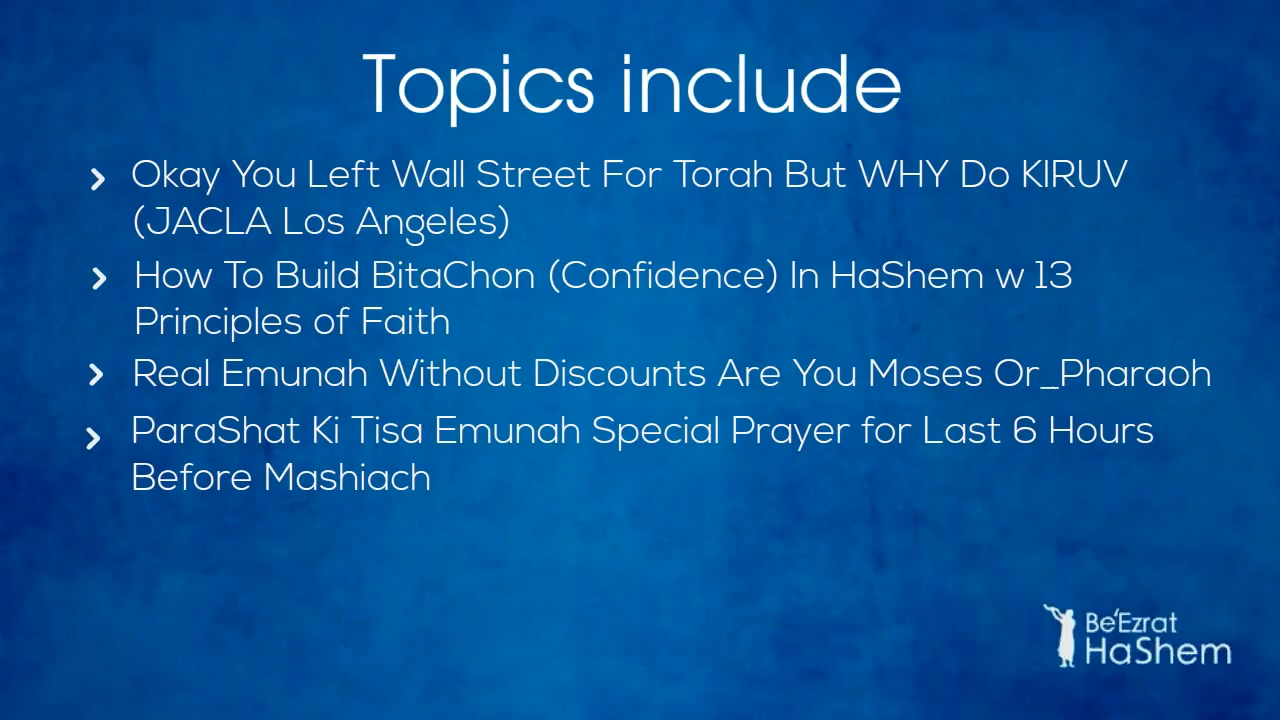 Topics include
Okay You Left Wall Street For Torah But WHY Do KIRUV
(JACLA Los Angeles)
How To Build BitaChon (Confidence) In HaShem w 13
Principles of Faith
Real Emunah Without Discounts Are You Moses Or_Pharaoh
ParaShat Ki Tisa Emunah Special Prayer for Last 6 Hours
Before Mashiach
Be'Ezrat
HaShem